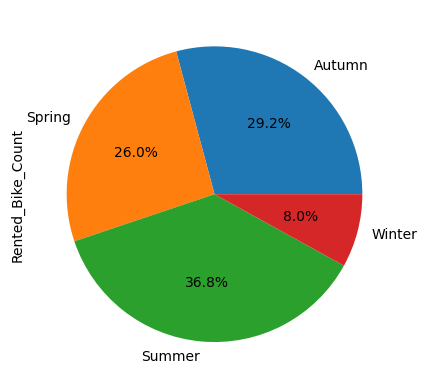 Autumn
29.2%
Spring
26.0%
Rented_Bike_Count
8.0%
Winter
36.8%
Summer